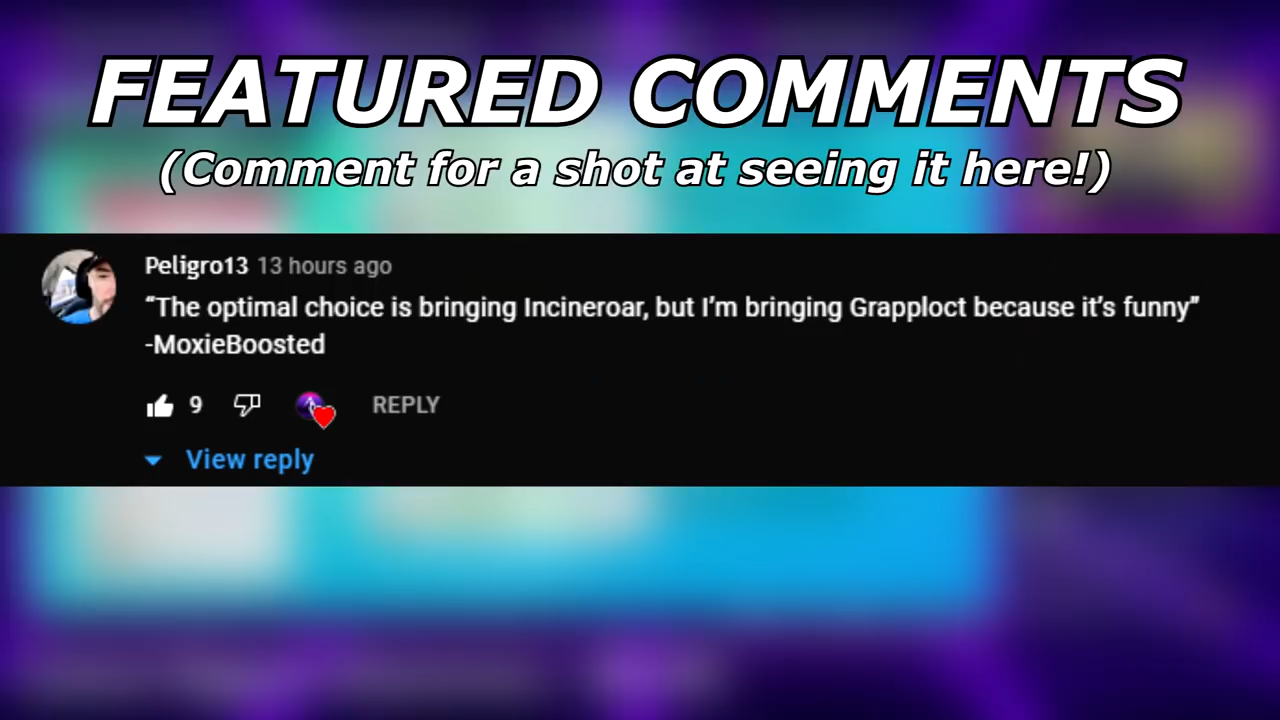 FEATURED COMMENTS
(Comment for a shot at seeing it here!)
Peligro13 13 hours ago
“The optimal choice is bringing Incineroar, but I’m bringing Grapploct because it’s funny”
-MoxieBoosted
9 REPLY
View reply